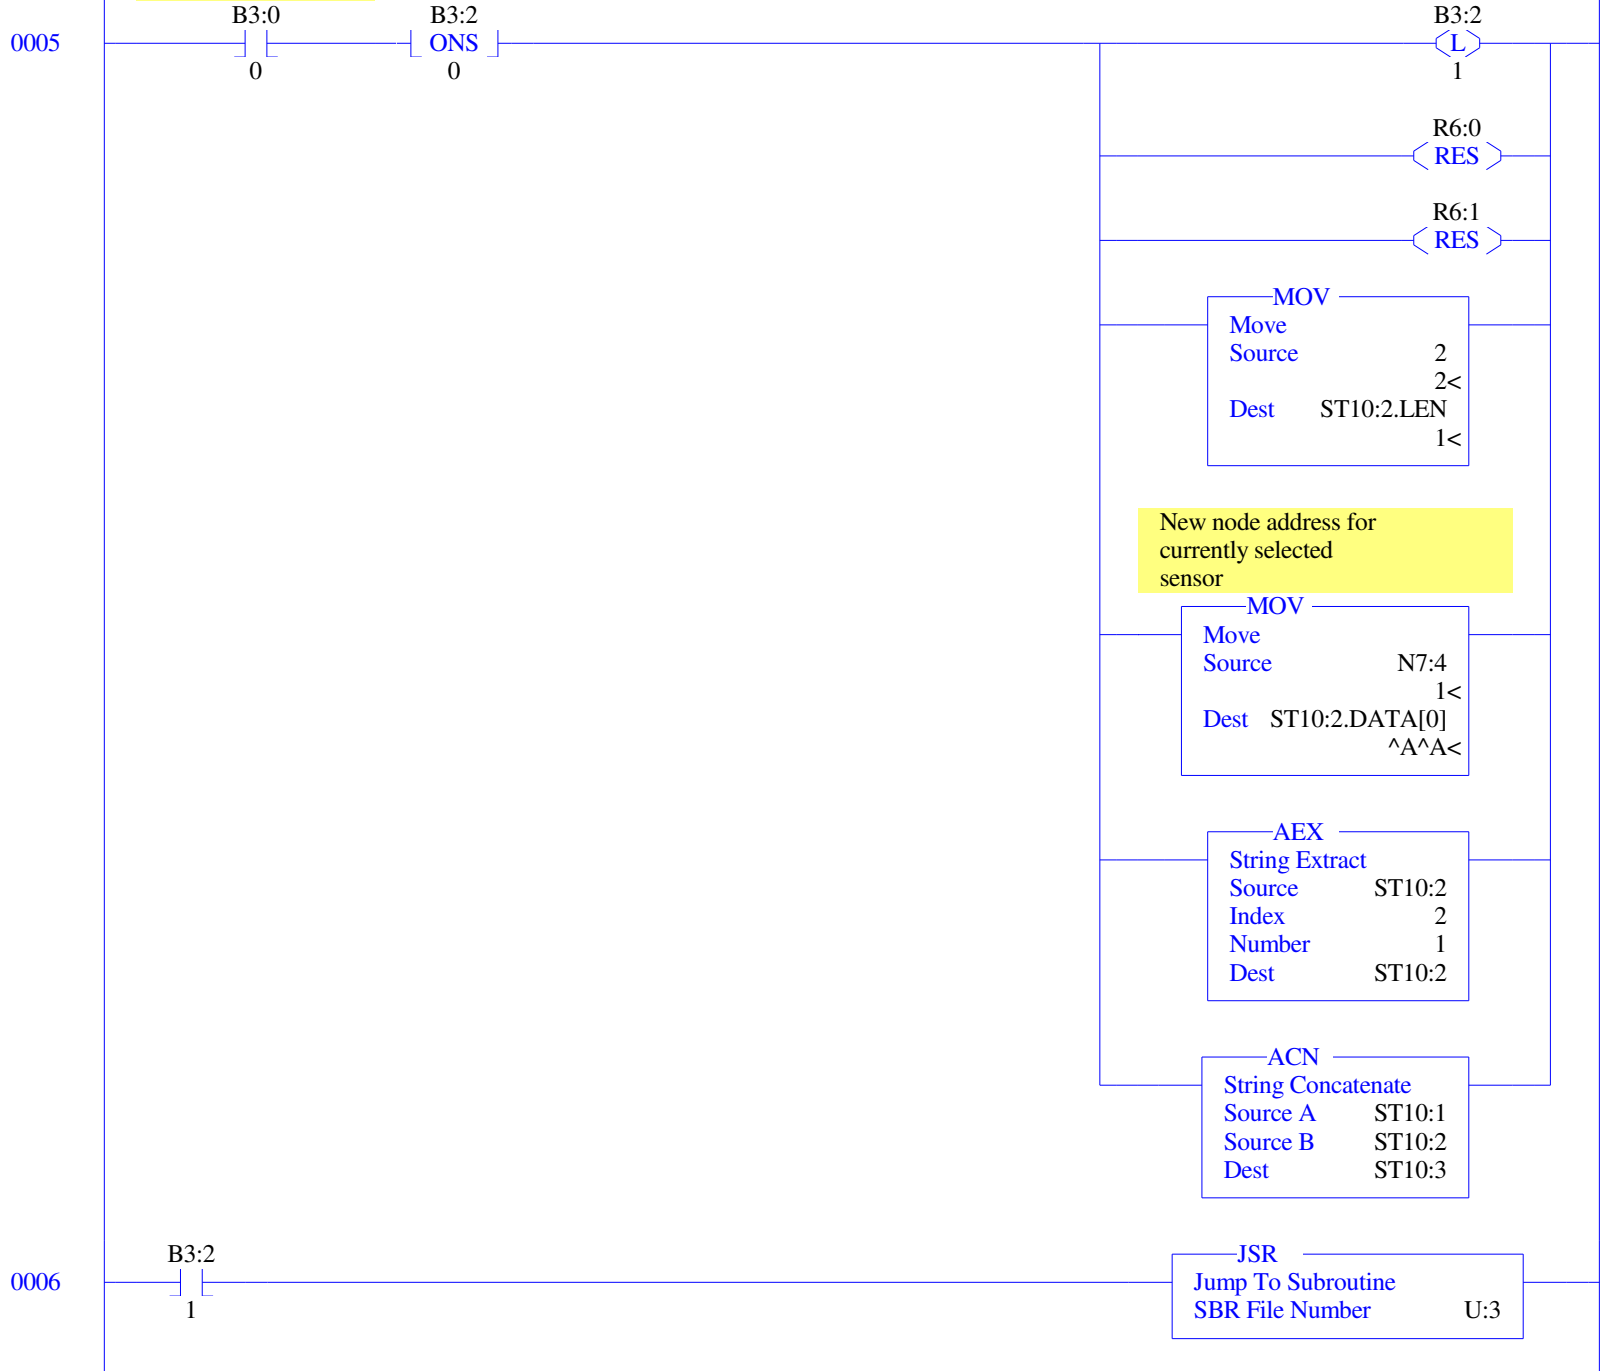 B3:0 B3:2 B3:2
0005 ONS L
0 0 1
R6:0
RES
R6:1
RES
MOV
Move
Source 2
2<
Dest ST10:2.LEN
1<
New node address for
currently selected
sensor
MOV
Move
Source N7:4
1<
Dest ST10:2.DATA[0]
^A^A<
AEX
String Extract
Source ST10:2
Index 2
Number 1
Dest ST10:2
ACN
String Concatenate
Source A ST10:1
Source B ST10:2
Dest ST10:3
B3:2 JSR
0006 Jump To Subroutine
1 SBR File Number U:3